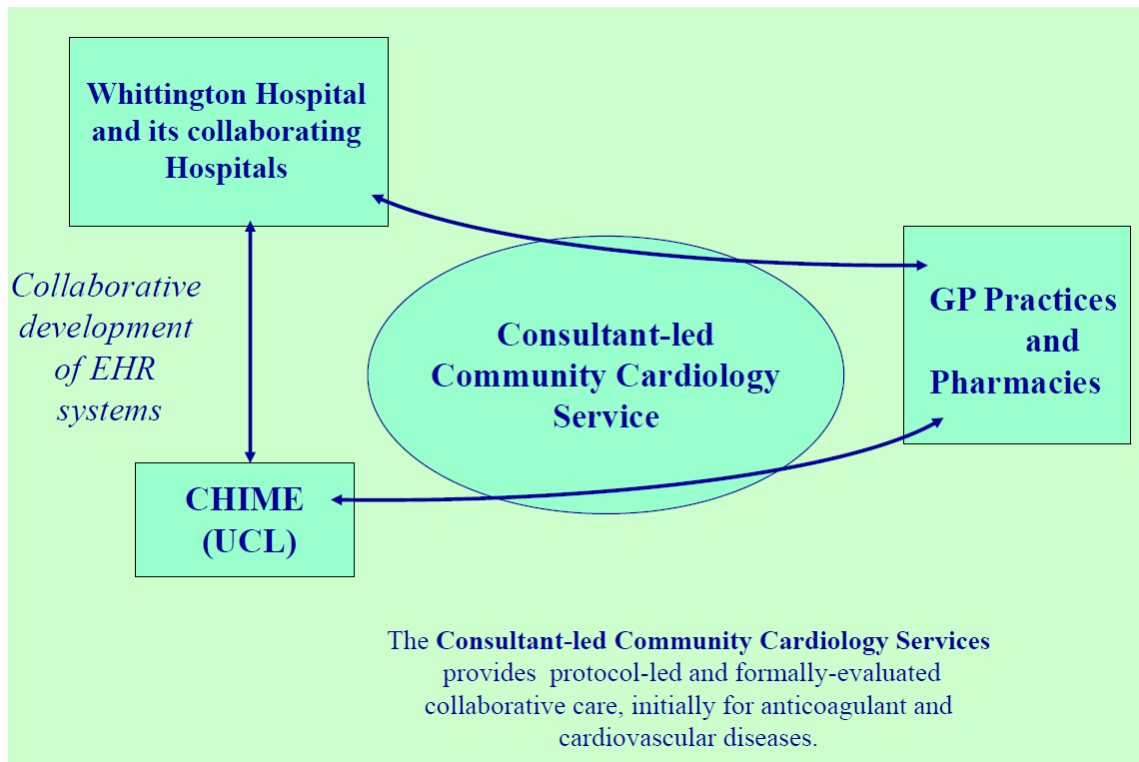 Whittington Hospital
and its collaborating
Hospitals
Collaborative
development
of EHR
systems
Consultant-led
Community Cardiology
Service
GP Practices
and
Pharmacies
CHIME
(UCL)
The Consultant-led Community Cardiology Services
provides protocol-led and formally-evaluated
collaborative care, initially for anticoagulant and
cardiovascular diseases.